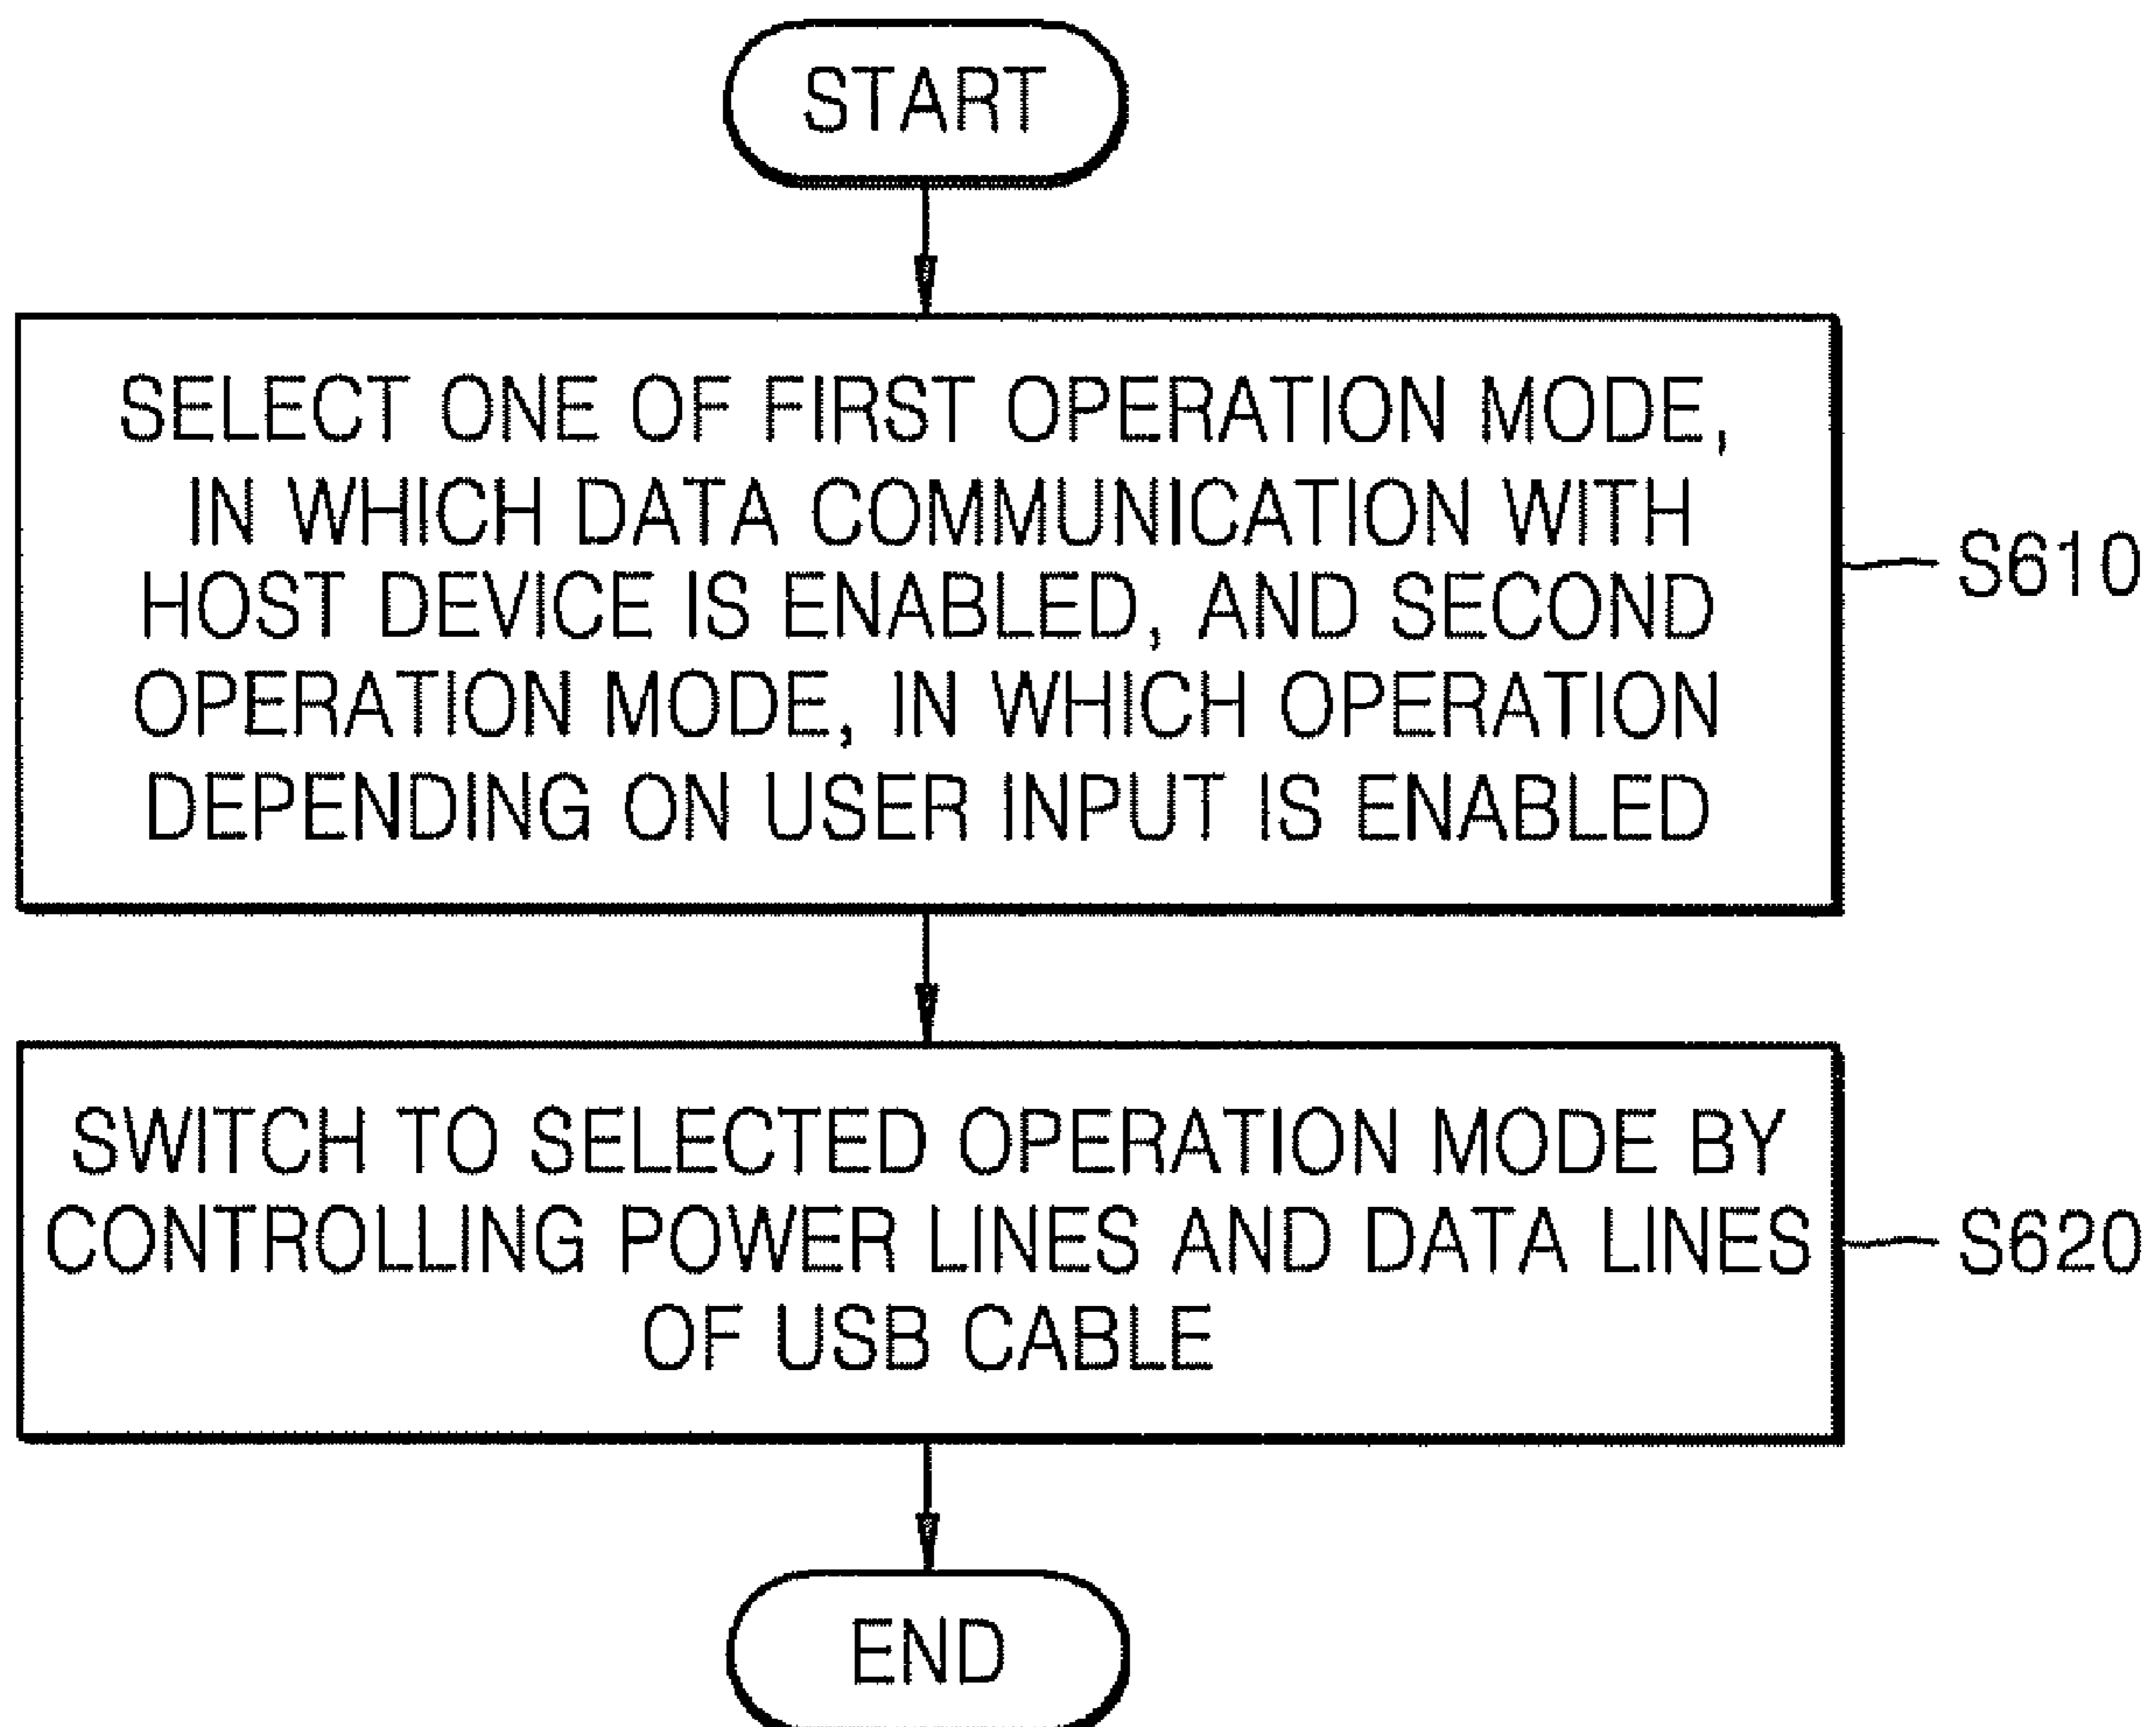 START
SELECT ONE OF FIRST OPERATION MODE,
IN WHICH DATA COMMUNICATION WITH
HOST DEVICE IS ENABLED, AND SECOND
OPERATION MODE, IN WHICH OPERATION
DEPENDING ON USER INPUT IS ENABLED
S610
SWITCH TO SELECTED OPERATION MODE BY
CONTROLLING POWER LINES AND DATA LINES
OF USB CABLE
S620
END